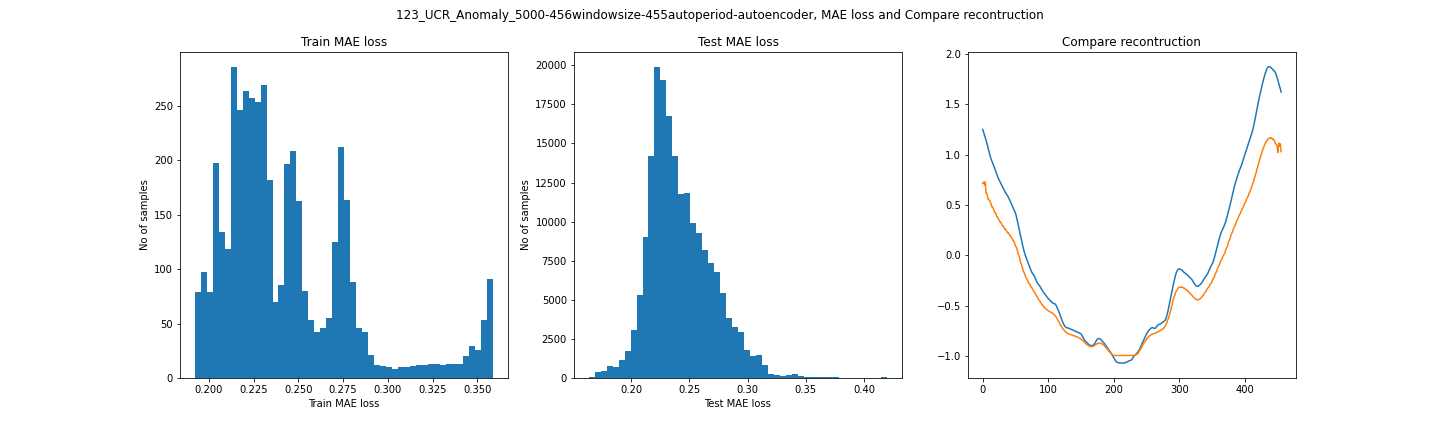 123_UCR_Anomaly_5000-456windowsize-455autoperiod-autoencoder, MAE loss and Compare recontruction
Train MAE loss
No of samples
250
200
150
100
50
0
0.200 0.225 0.250 0.275 0.300 0.325 0.350
Train MAE loss
Test MAE loss
No of samples
20000
17500
15000
12500
10000
7500
5000
2500
0
0.20 0.25 0.30 0.35 0.40
Test MAE loss
Compare recontruction
2.0
1.5
1.0
0.5
0.0
−0.5
−1.0
0 100 200 300 400